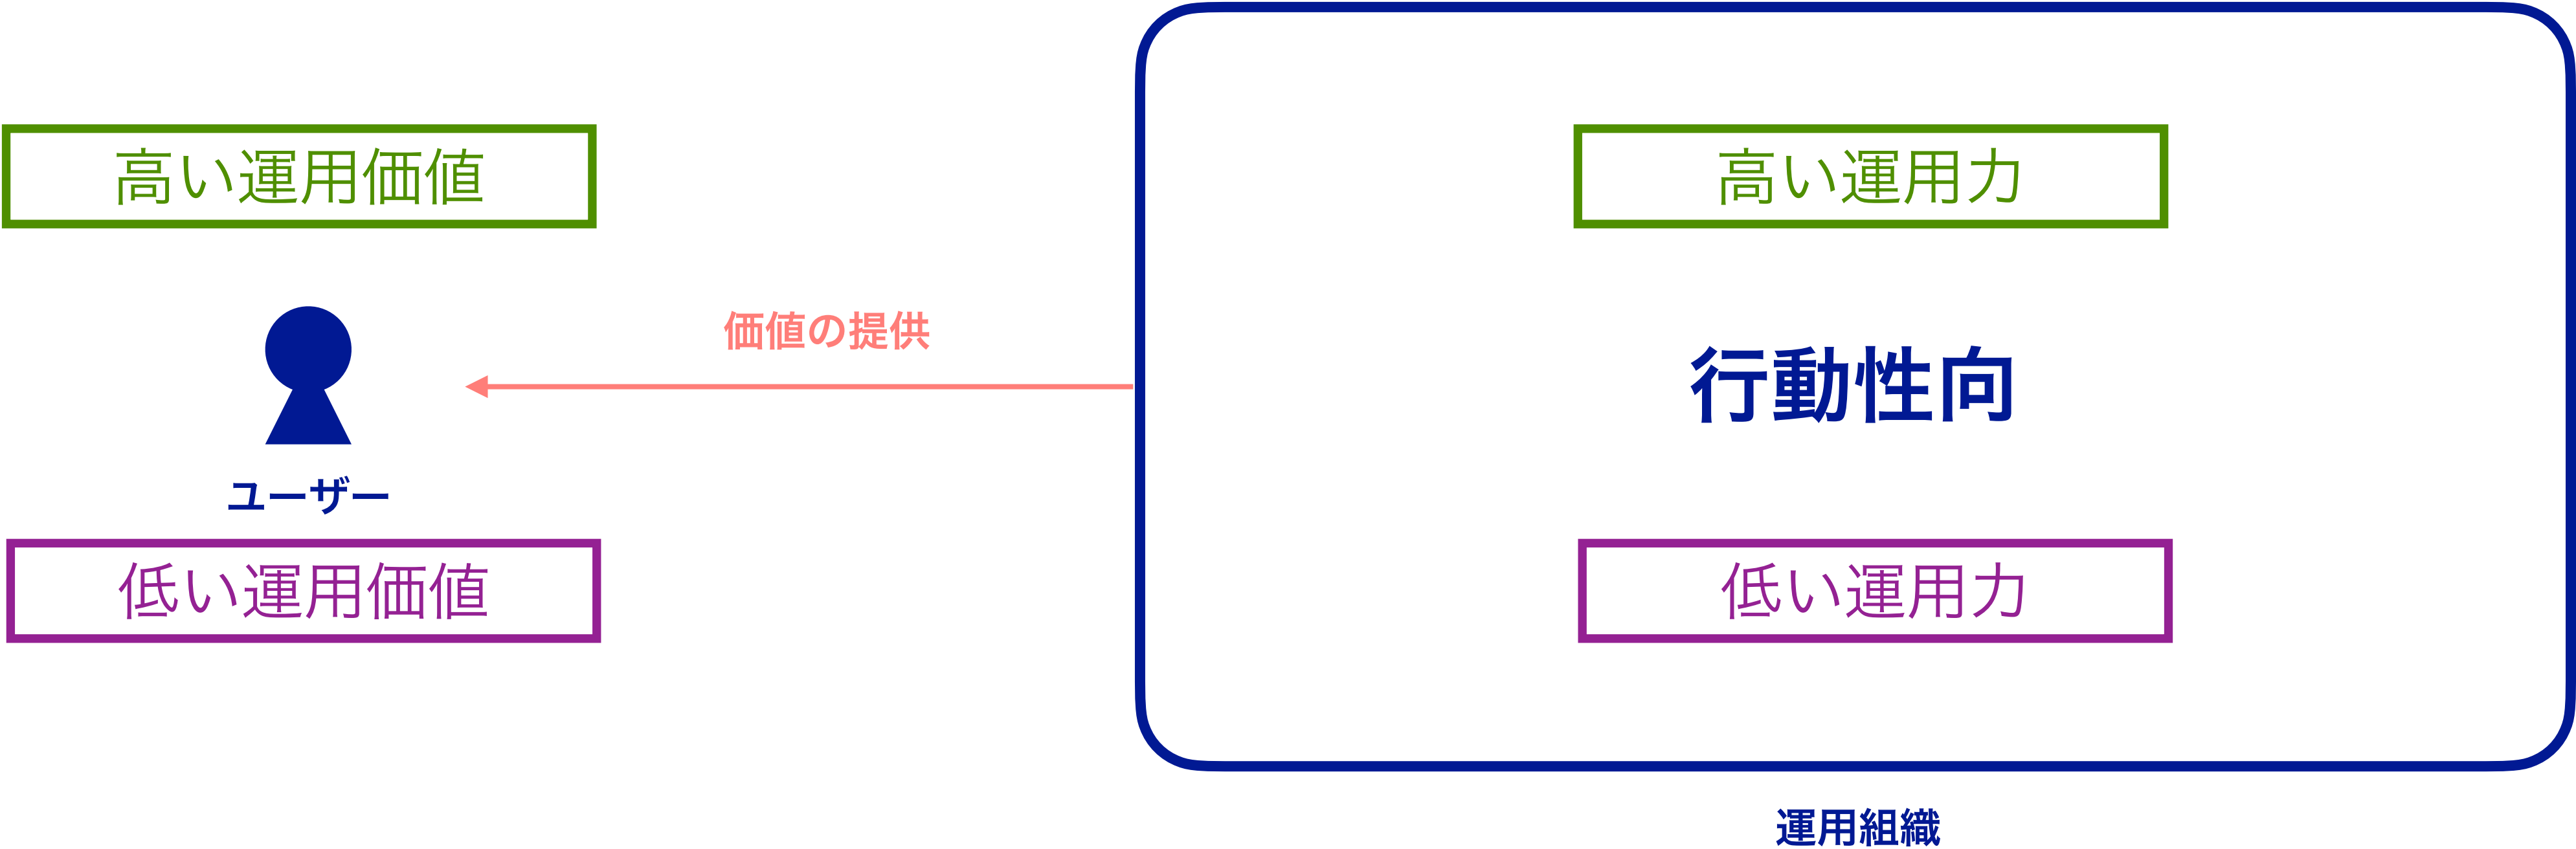 高い運用価値
高い運用力
価値の提供
行動性向
ユーザー
低い運用価値
低い運用力
運用組織